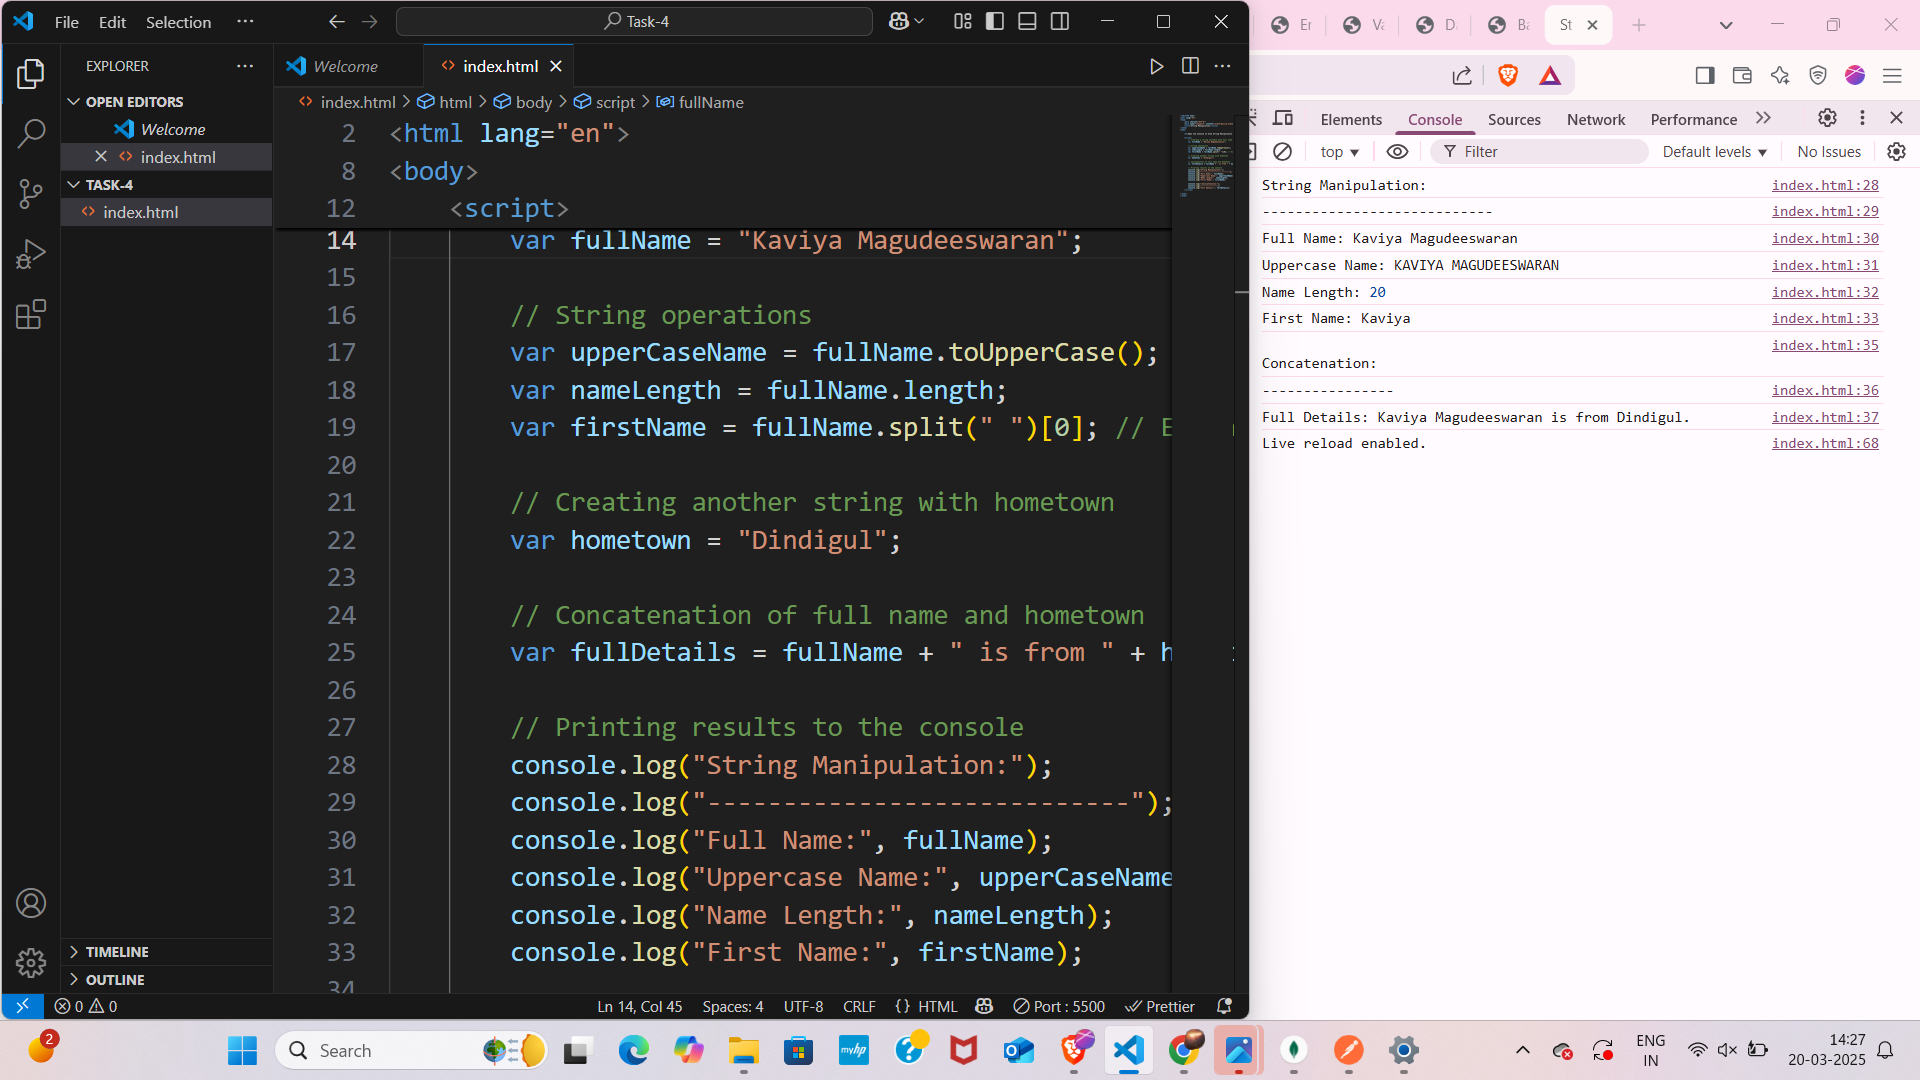 File Edit Selection ··· Task-4
EXPLORER
OPEN EDITORS
Welcome
index.html
TASK-4
index.html
TIMELINE
OUTLINE
Welcome index.html
index.html > html > body > script > fullName
2 <html lang="en">
8 <body>
12 <script>
14 var fullName = "Kaviya Magudeeswaran";
15
16 // String operations
17 var upperCaseName = fullName.toUpperCase();
18 var nameLength = fullName.length;
19 var firstName = fullName.split(" ")[0]; // E
20
21 // Creating another string with hometown
22 var hometown = "Dindigul";
23
24 // Concatenation of full name and hometown
25 var fullDetails = fullName + " is from " + h
26
27 // Printing results to the console
28 console.log("String Manipulation:");
29 console.log("----------------------------");
30 console.log("Full Name:", fullName);
31 console.log("Uppercase Name:", upperCaseName
32 console.log("Name Length:", nameLength);
33 console.log("First Name:", firstName);
34
0 0 Ln 14, Col 45 Spaces: 4 UTF-8 CRLF {} HTML Port : 5500 Prettier
Er Va D Ba St
Elements Console Sources Network Performance
top Filter Default levels No Issues
String Manipulation: index.html:28
---------------------------- index.html:29
Full Name: Kaviya Magudeeswaran index.html:30
Uppercase Name: KAVIYA MAGUDEESWARAN index.html:31
Name Length: 20 index.html:32
First Name: Kaviya index.html:33
index.html:35
Concatenation:
---------------- index.html:36
Full Details: Kaviya Magudeeswaran is from Dindigul. index.html:37
Live reload enabled. index.html:68
2 Search myhp ENG IN 14:27 20-03-2025